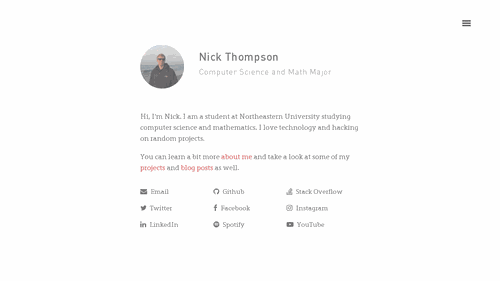 Nick Thompson
Computer Science and Math Major
Hi, I'm Nick. I am a student at Northeastern University studying
computer science and mathematics. I love technology and hacking
on random projects.
You can learn a bit more about me and take a look at some of my
projects and blog posts as well.
Email Github Stack Overflow
Twitter Facebook Instagram
LinkedIn Spotify YouTube